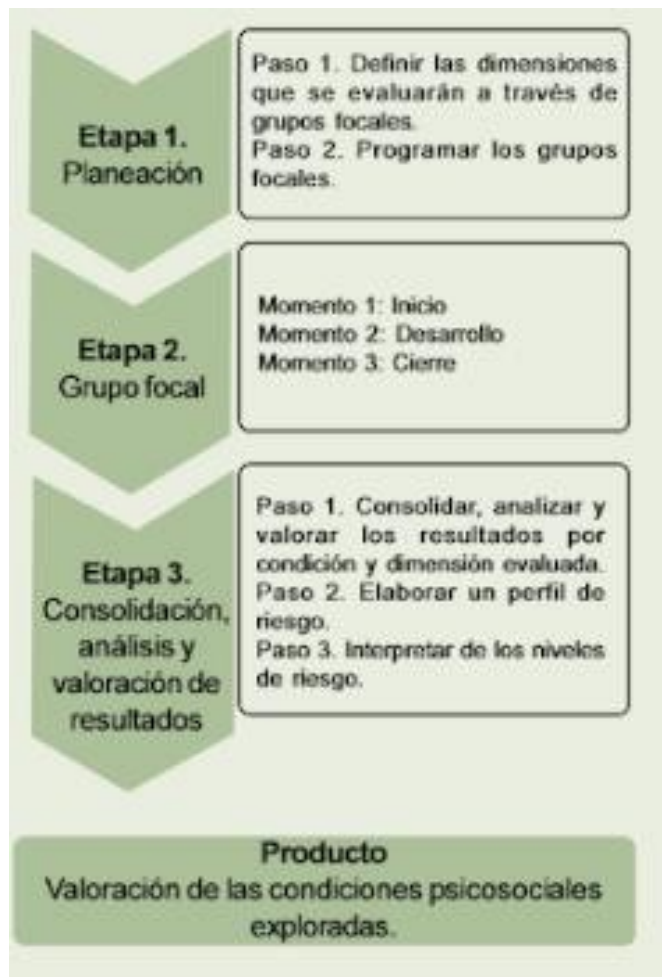 Etapa 1.
Planeación
Paso 1. Definir las dimensiones
que se evaluarán a través de
grupos focales.
Paso 2. Programar los grupos
focales.
Etapa 2.
Grupo focal
Momento 1: Inicio
Momento 2: Desarrollo
Momento 3: Cierre
Etapa 3.
Consolidación,
análisis y
valoración de
resultados
Paso 1. Consolidar, analizar y
valorar los resultados por
condición y dimensión evaluada.
Paso 2. Elaborar un perfil de
riesgo.
Paso 3. Interpretar de los niveles
de riesgo.
Producto
Valoración de las condiciones psicosociales
exploradas.